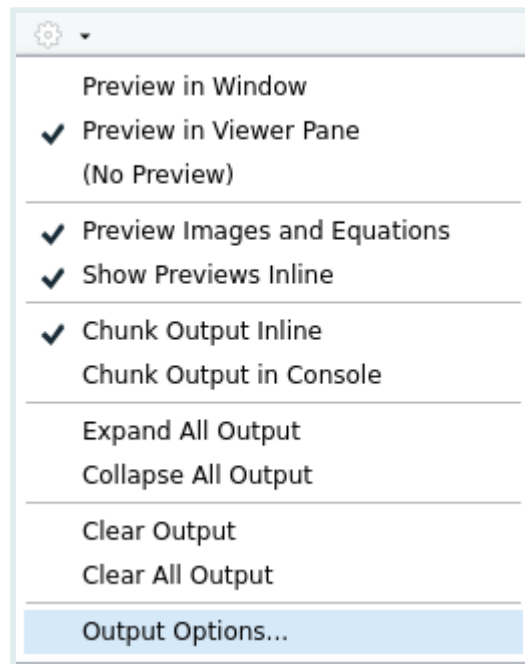 Preview in Window
Preview in Viewer Pane
(No Preview)
Preview Images and Equations
Show Previews Inline
Chunk Output Inline
Chunk Output in Console
Expand All Output
Collapse All Output
Clear Output
Clear All Output
Output Options...